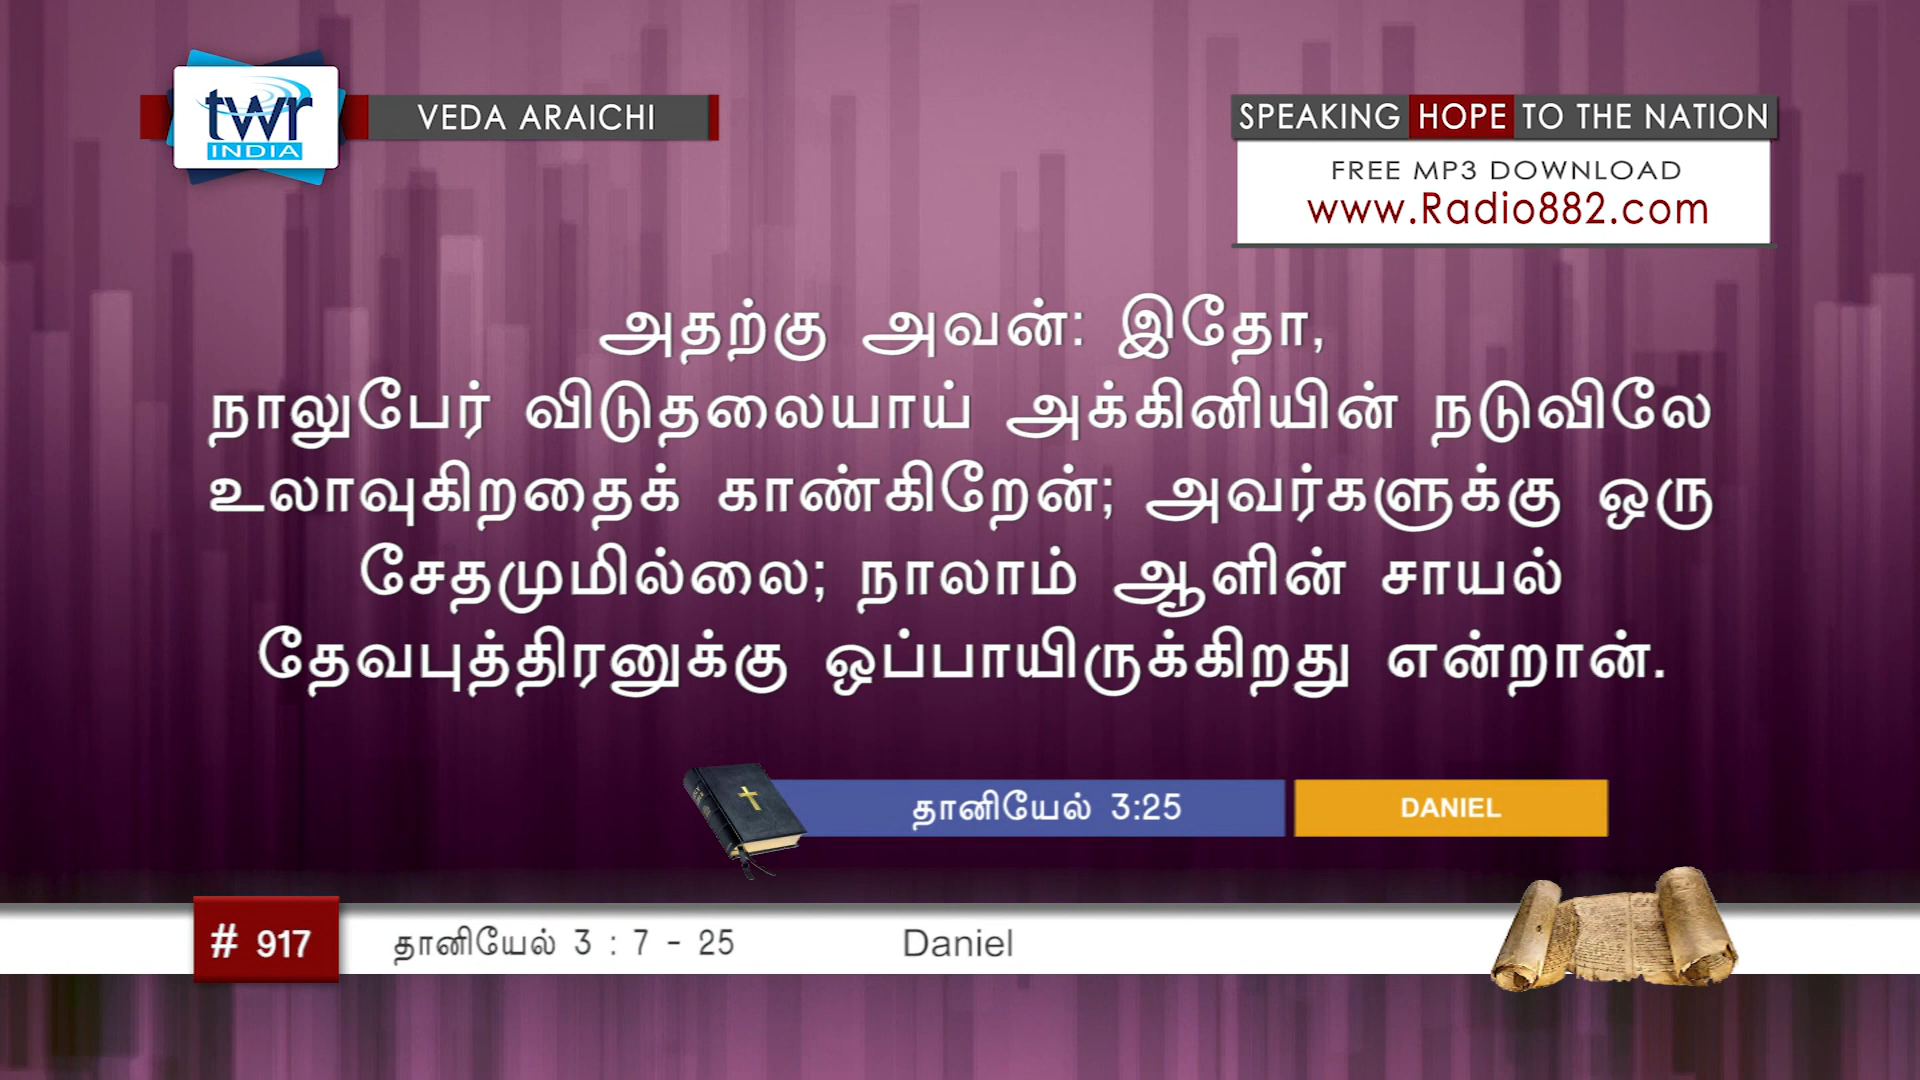 twr
INDIA
VEDA ARAICHI
SPEAKING HOPE TO THE NATION
FREE MP3 DOWNLOAD
www.Radio882.com
அதற்கு அவன்: இதோ,
நாலுபேர் விடுதலையாய் அக்கினியின் நடுவிலே
உலாவுகிறதைக் காண்கிறேன்; அவர்களுக்கு ஒரு
சேதமுமில்லை; நாலாம் ஆளின் சாயல்
தேவபுத்திரனுக்கு ஒப்பாயிருக்கிறது என்றான்.
தானியேல் 3:25
DANIEL
# 917
தானியேல் 3 : 7 - 25
Daniel